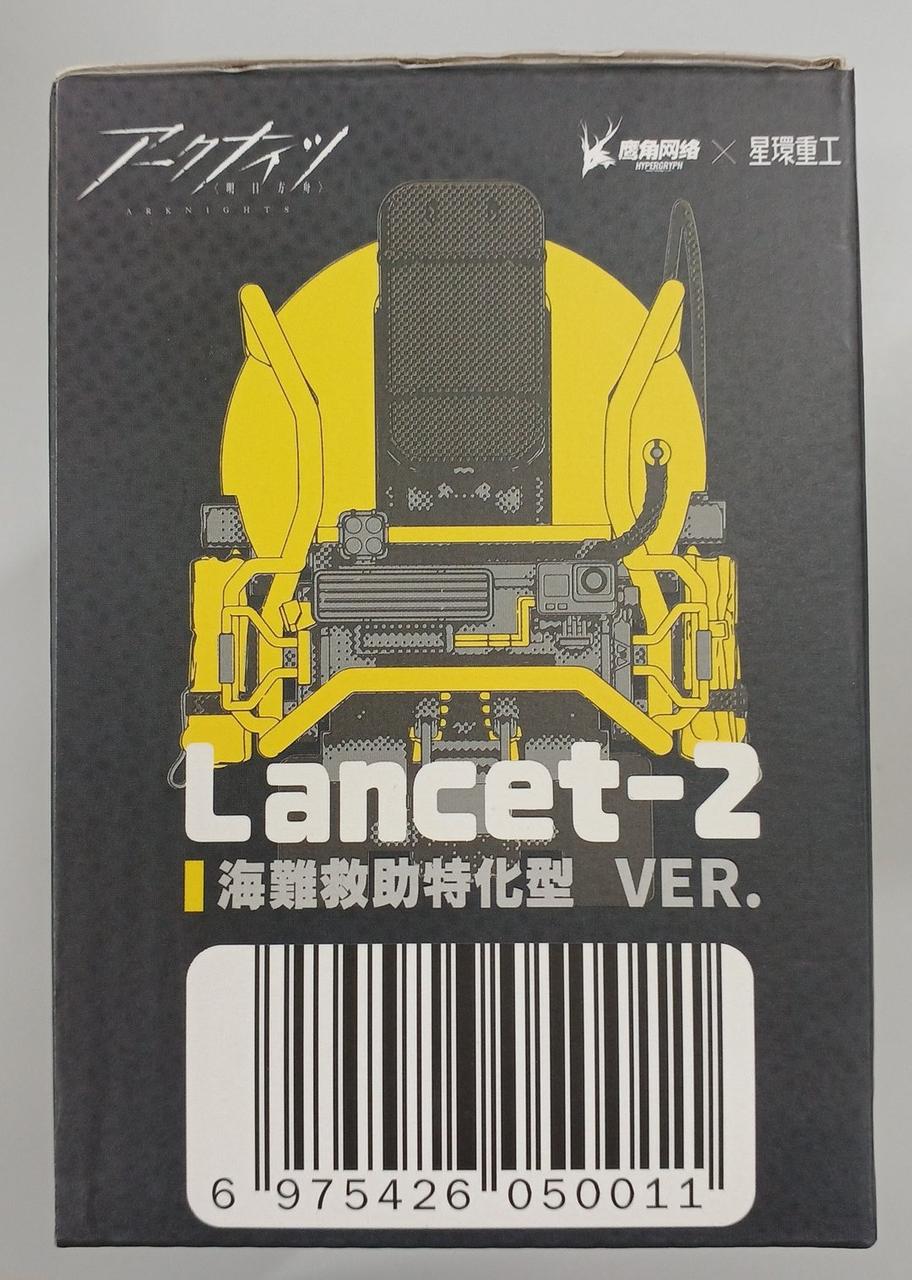 アークナイツ
〈明日方舟〉
ARKNIGHTS
鹰角网络 × 星環重工
HYPERGRYPH
Lancet-2
海難救助特化型 VER.
6 975426 050011